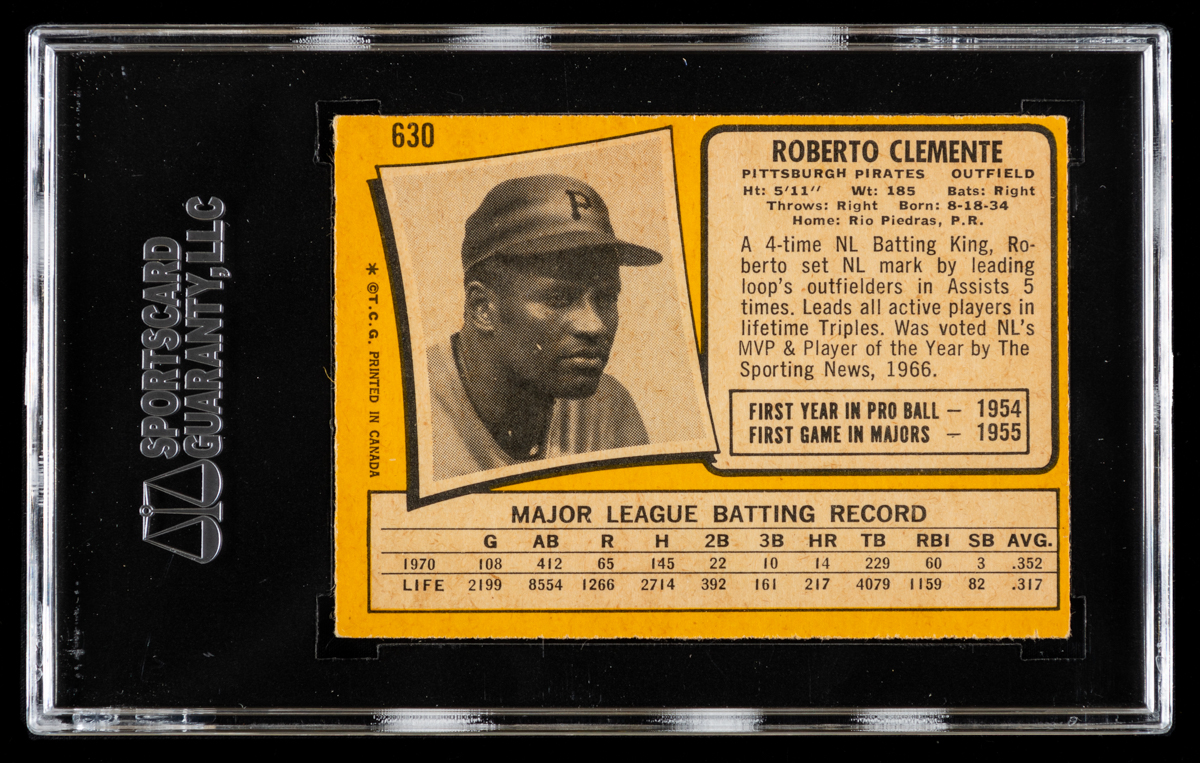 SPORTSCARD
GUARANTY, LLC
630
P
* ©T.C.G. PRINTED IN CANADA
ROBERTO CLEMENTE
PITTSBURGH PIRATES OUTFIELD
Ht: 5'11" Wt: 185 Bats: Right
Throws: Right Born: 8-18-34
Home: Rio Piedras, P.R.
A 4-time NL Batting King, Ro-
berto set NL mark by leading
loop's outfielders in Assists 5
times. Leads all active players in
lifetime Triples. Was voted NL's
MVP & Player of the Year by The
Sporting News, 1966.
FIRST YEAR IN PRO BALL — 1954
FIRST GAME IN MAJORS — 1955
MAJOR LEAGUE BATTING RECORD
G AB R H 2B 3B HR TB RBI SB AVG.
1970 108 412 65 145 22 10 14 229 60 3 .352
LIFE 2199 8554 1266 2714 392 161 217 4079 1159 82 .317